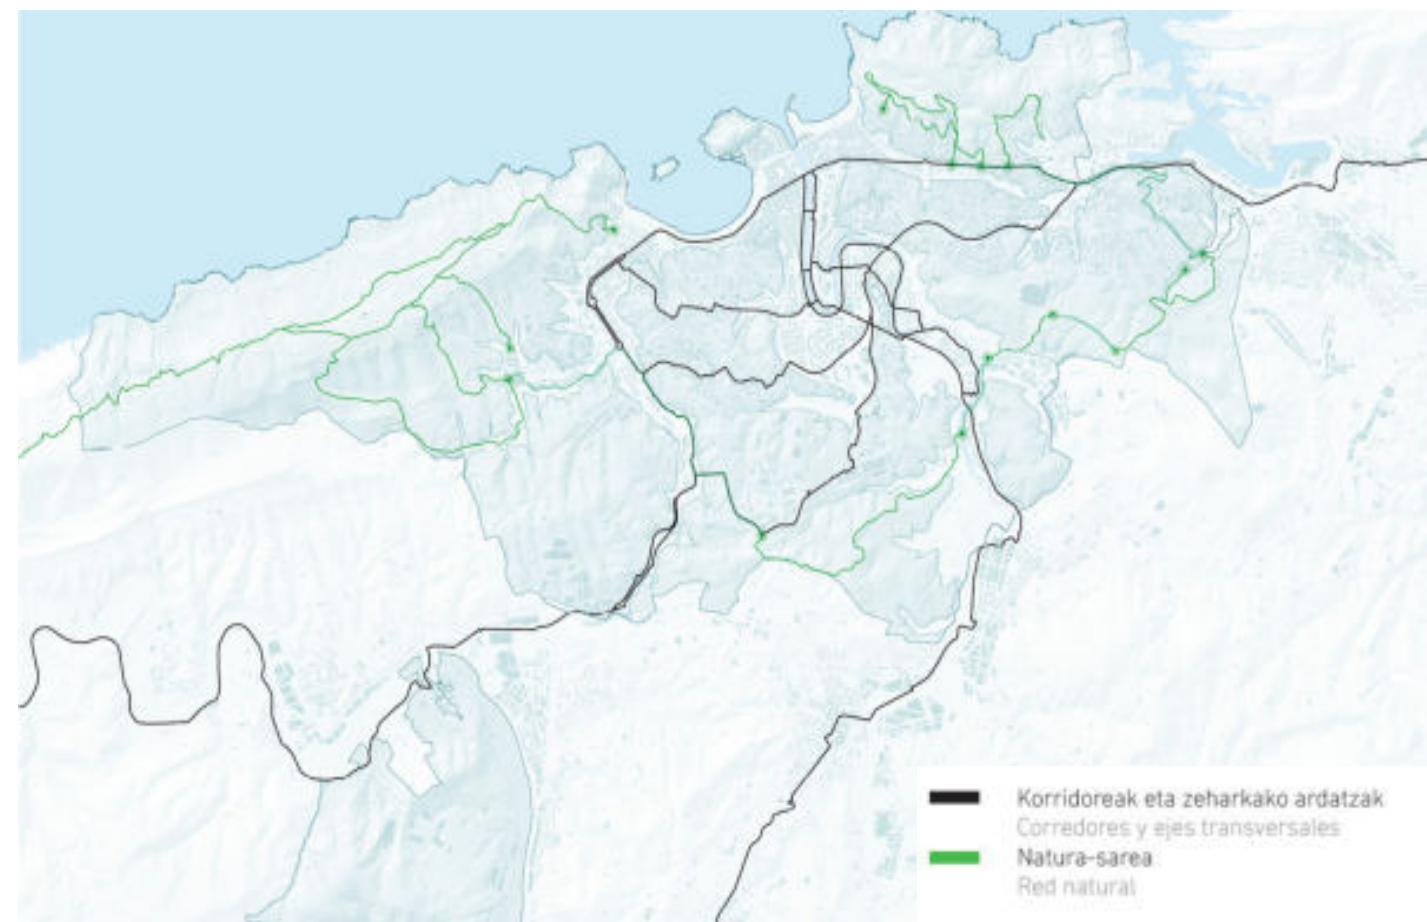 Korridoreak eta zeharkako ardatzak
Corredores y ejes transversales
Natura-sarea
Red natural